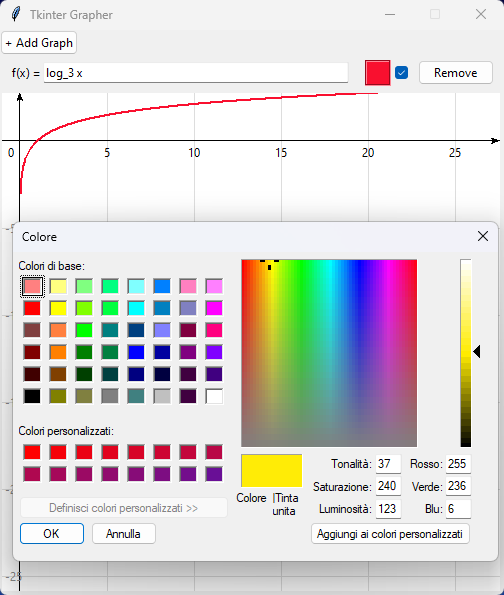 Tkinter Grapher
+ Add Graph
f(x) = log_3 x
Remove
0 5 10 15 20 25
Colore
Colori di base:
Colori personalizzati:
Definisci colori personalizzati >>
OK
Annulla
Colore |Tinta
unita
Tonalità: 37
Rosso: 255
Saturazione: 240
Verde: 236
Luminosità: 123
Blu: 6
Aggiungi ai colori personalizzati
-25